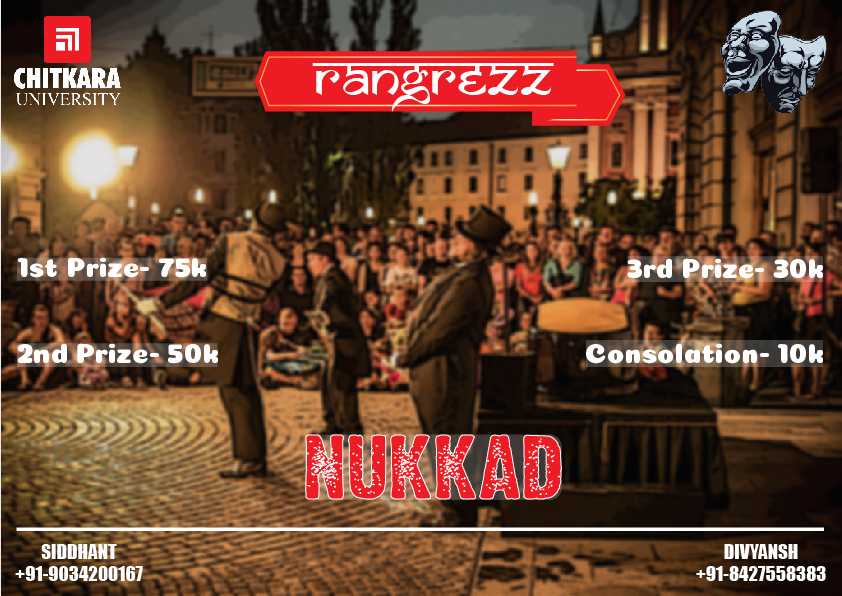 CHITKARA
UNIVERSITY
rangrezz
1st Prize- 75k
3rd Prize- 30k
2nd Prize- 50k
Consolation- 10k
NUKKAD
SIDDHANT
+91-9034200167
DIVYANSH
+91-8427558383